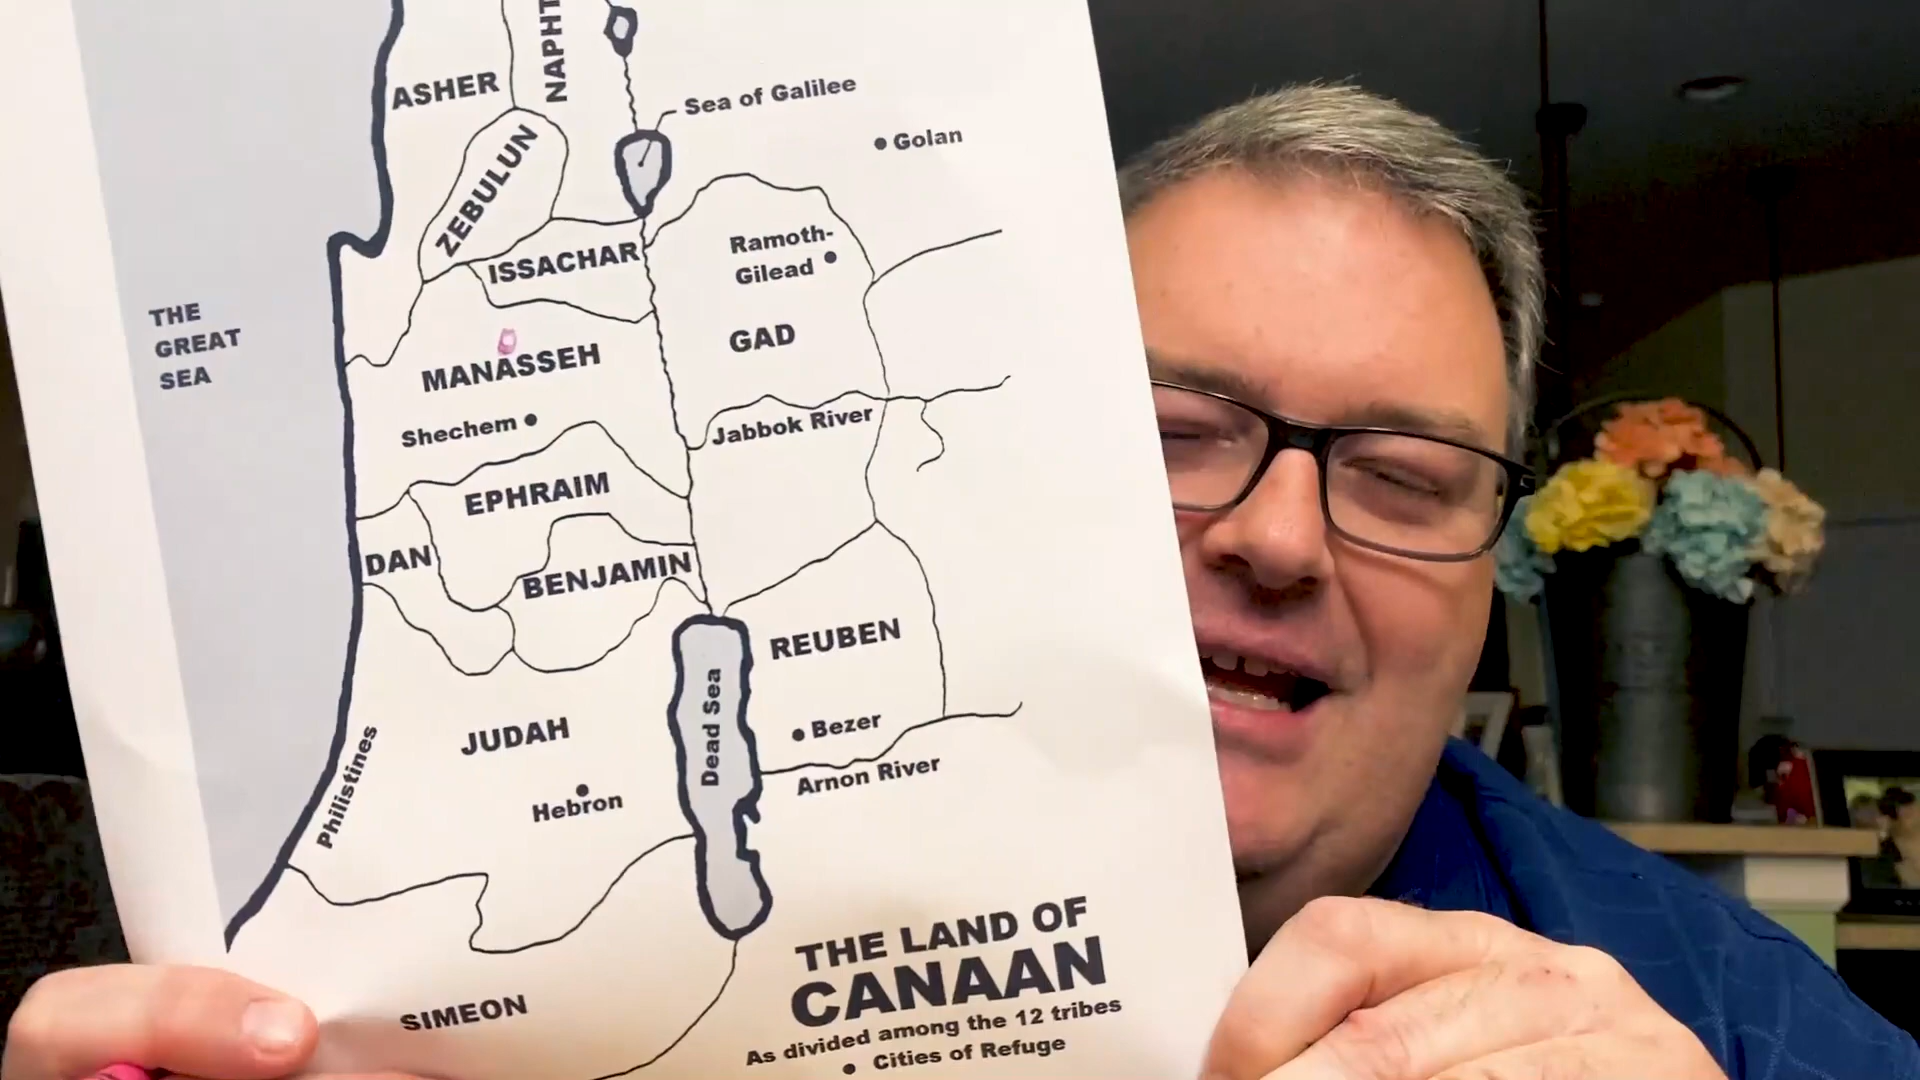 NAPHT
ASHER
Sea of Galilee
Golan
ZEBULUN
Ramoth-
Gilead
ISSACHAR
THE
GREAT
SEA
GAD
MANASSEH
Shechem
Jabbok River
EPHRAIM
DAN
BENJAMIN
REUBEN
Dead Sea
JUDAH
Bezer
Philistines
Arnon River
Hebron
SIMEON
THE LAND OF
CANAAN
As divided among the 12 tribes
Cities of Refuge